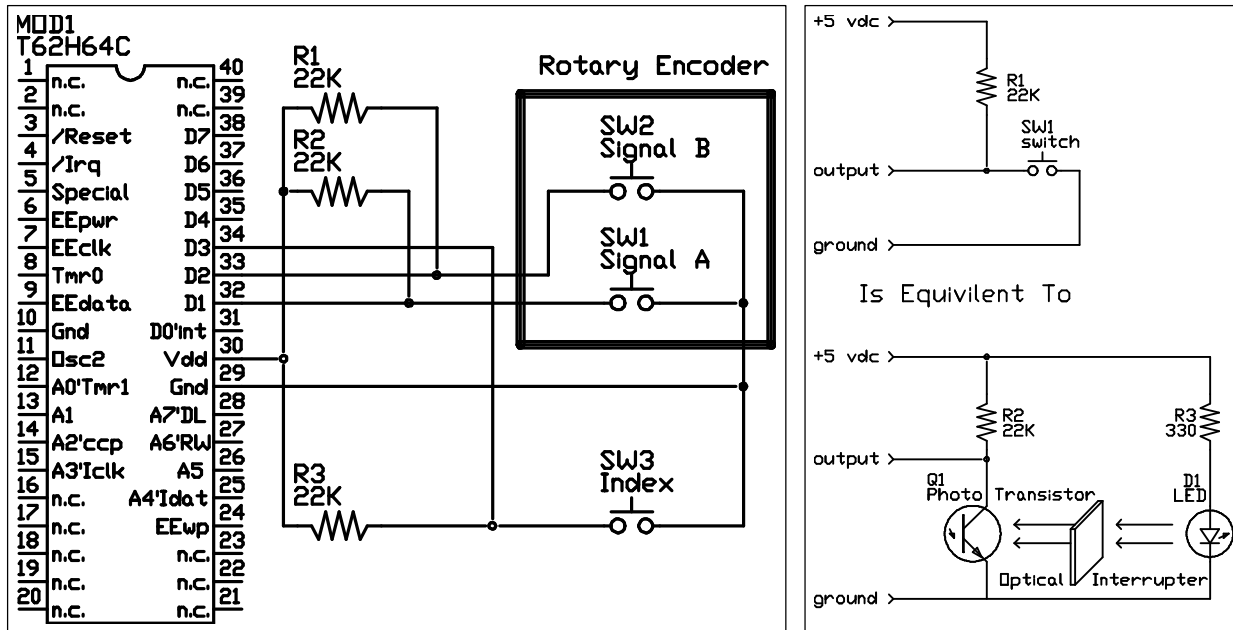 MOD1
T62H64C
1 n.c. n.c. 40
2 n.c. n.c. 39
3 /Reset D7 38
4 /Irq D6 37
5 Special D5 36
6 EEpwr D4 35
7 EEclk D3 34
8 Tmr0 D2 33
9 EEdata D1 32
10 Gnd D0'Int 31
11 Osc2 Vdd 30
12 A0'Tmr1 Gnd 29
13 A1 A7'DL 28
14 A2'ccp A6'RW 27
15 A3'Iclk A5 26
16 n.c. A4'Idat 25
17 n.c. EEwp 24
18 n.c. n.c. 23
19 n.c. n.c. 22
20 n.c. n.c. 21
R1
22K
R2
22K
R3
22K
Rotary Encoder
SW2
Signal B
SW1
Signal A
SW3
Index
+5 vdc
R1
22K
SW1
switch
output
ground
Is Equivilent To
+5 vdc
R2
22K
R3
330
output
Q1
Photo Transistor
D1
LED
Optical Interrupter
ground